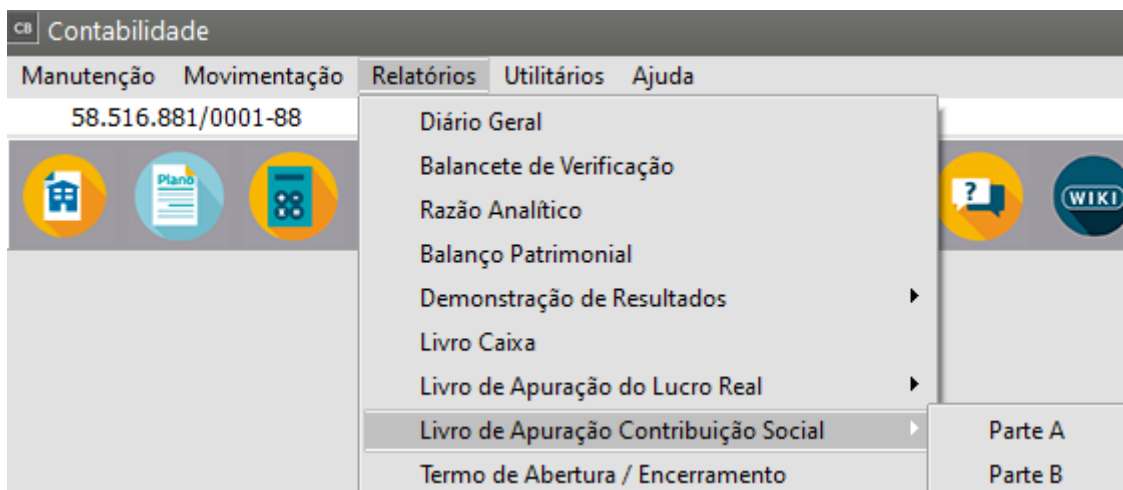 CB Contabilidade
Manutenção Movimentação Relatórios Utilitários Ajuda
58.516.881/0001-88
Plano
?
WIKI
Diário Geral
Balancete de Verificação
Razão Analítico
Balanço Patrimonial
Demonstração de Resultados
Livro Caixa
Livro de Apuração do Lucro Real
Livro de Apuração Contribuição Social
Parte A
Termo de Abertura / Encerramento
Parte B